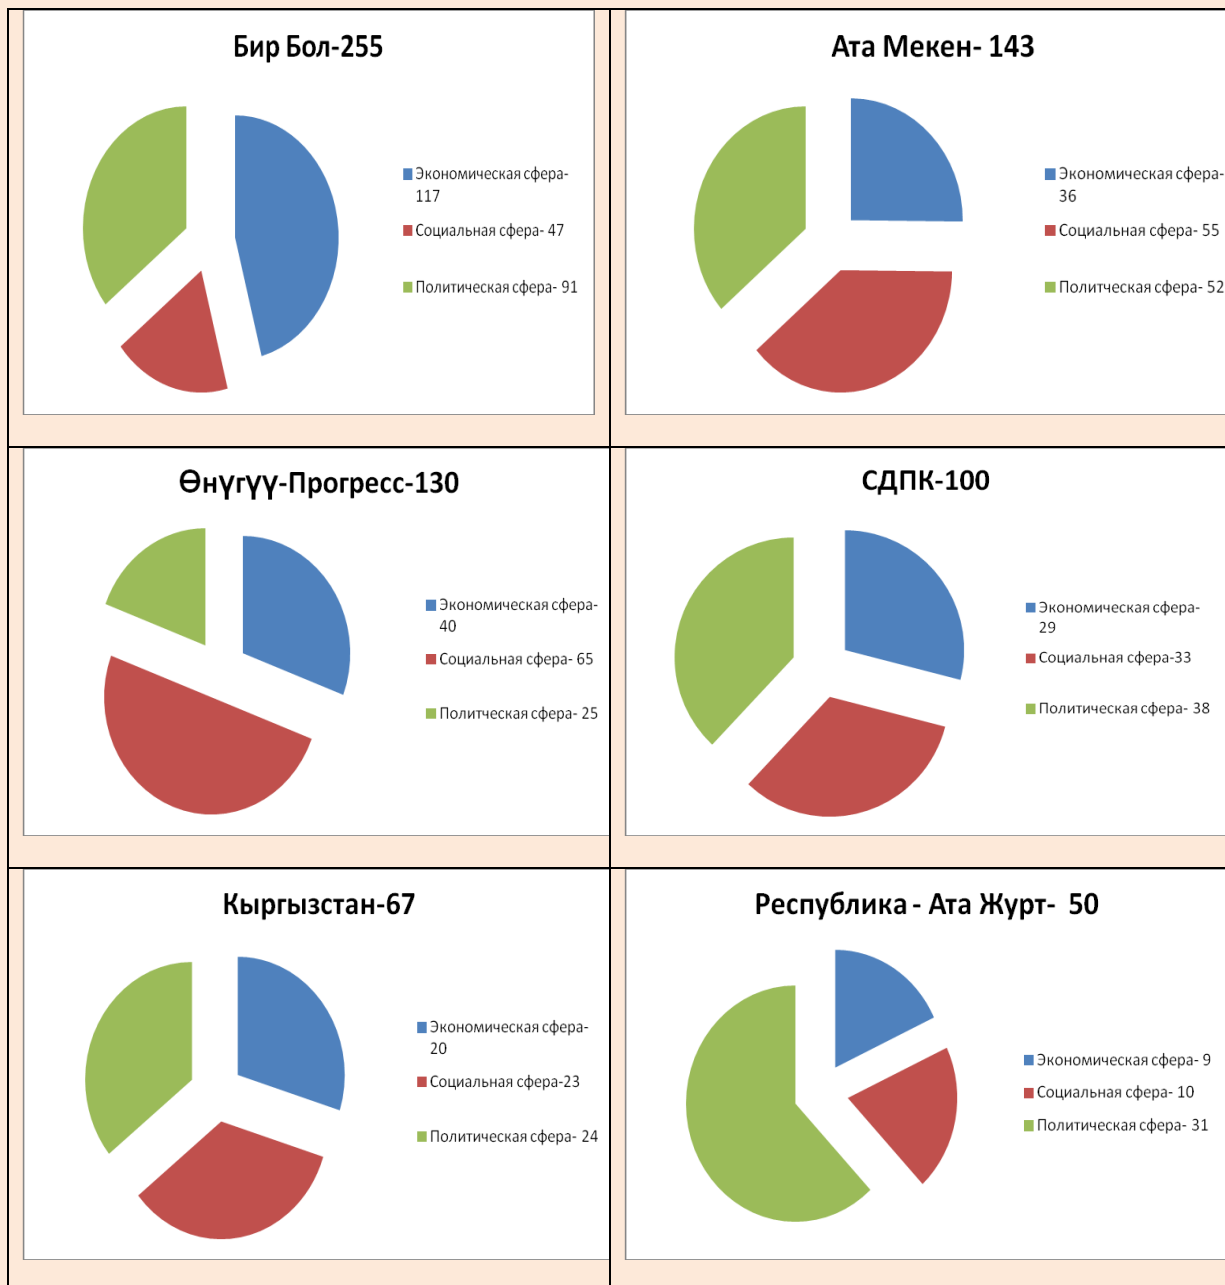 Бир Бол-255
Экономическая сфера-
117
Социальная сфера- 47
Политическая сфера- 91
Ата Мекен- 143
Экономическая сфера-
36
Социальная сфера- 55
Политчская сфера- 52
Өнүгүү-Прогресс-130
Экономическая сфера-
40
Социальная сфера- 65
Политческая сфера- 25
СДПК-100
Экономическая сфера-
29
Социальная сфера-33
Политическая сфера- 38
Кыргызстан-67
Экономическая сфера-
20
Социальная сфера-23
Политическая сфера- 24
Республика - Ата Журт- 50
Экономическая сфера- 9
Социальная сфера- 10
Политическая сфера- 31